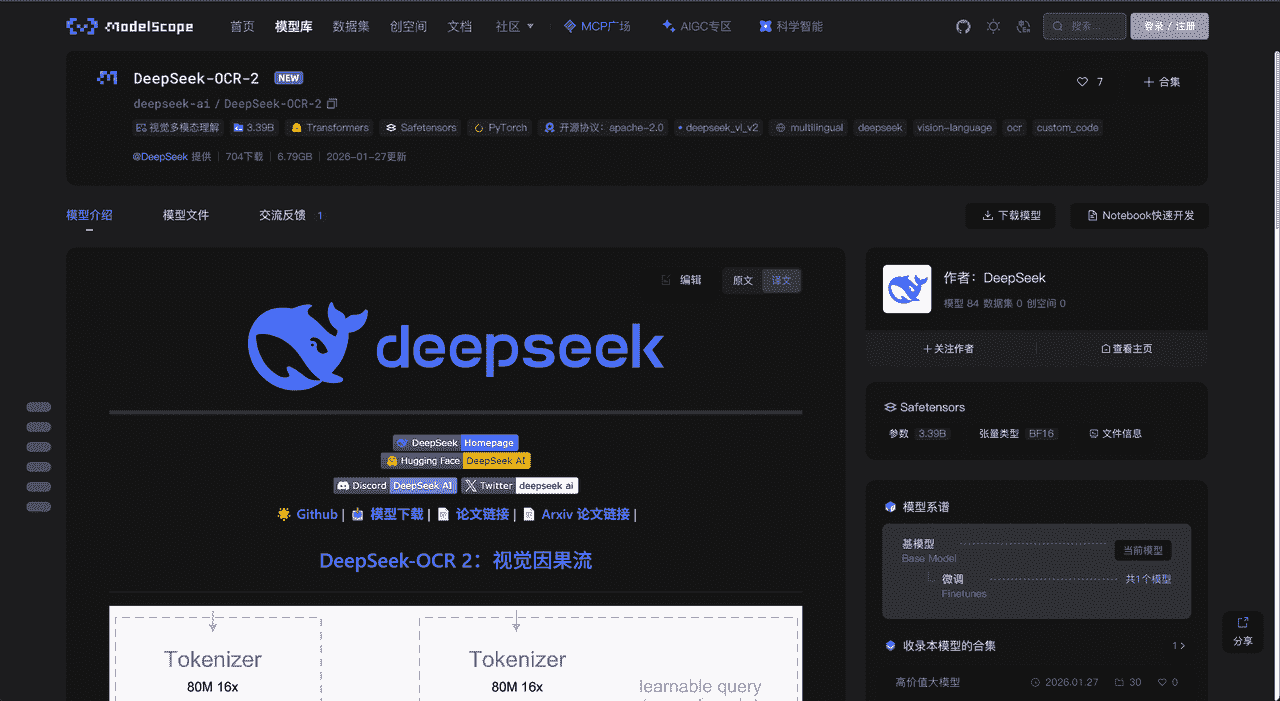 ModelScope 首页 模型库 数据集 创空间 文档 社区 MCP广场 AIGC专区 科学智能 搜索... 登录 / 注册
DeepSeek-OCR-2 NEW 7 合集
deepseek-ai / DeepSeek-OCR-2
视觉多模态理解 3.39B Transformers Safetensors PyTorch 开源协议：apache-2.0 deepseek_vl_v2 multilingual deepseek vision-language ocr custom_code
@DeepSeek 提供 704下载 6.79GB 2026-01-27更新
模型介绍 模型文件 交流反馈 1 下载模型 Notebook快速开发
编辑 原文 译文
deepseek
DeepSeek Homepage
Hugging Face DeepSeek AI
Discord DeepSeek AI Twitter deepseek ai
Github | 模型下载 | 论文链接 | Arxiv 论文链接 |
DeepSeek-OCR 2：视觉因果流
Tokenizer Tokenizer
80M 16x 80M 16x learnable query
作者：DeepSeek
模型 84 数据集 0 创空间 0
关注作者 查看主页
Safetensors
参数 3.39B 张量类型 BF16 文件信息
模型系谱
基模型 当前模型
Base Model
微调 共1个模型
Finetunes
收录本模型的合集 1
高价值大模型 2026.01.27 30 0
分享